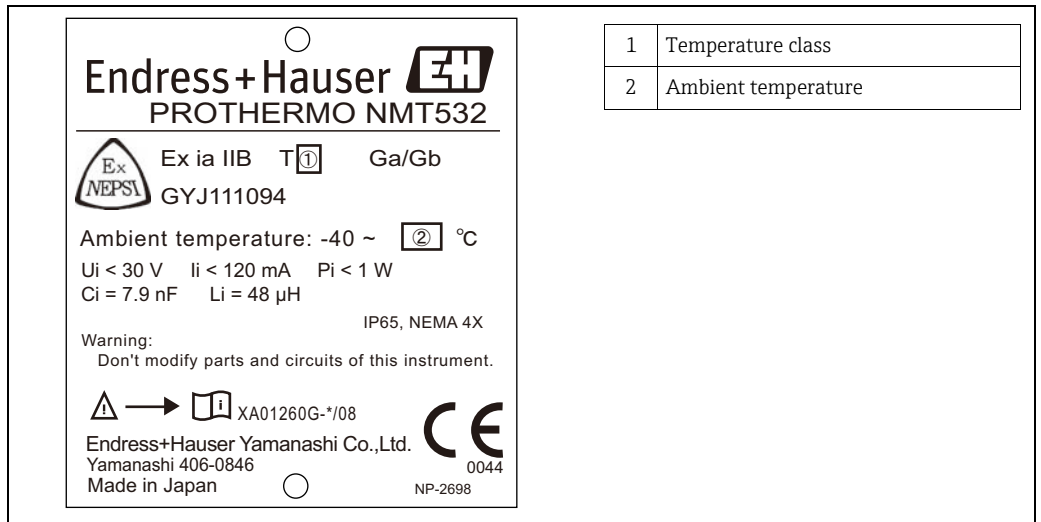 Endress+Hauser EH
PROTHERMO NMT532
Ex NEPSI
Ex ia IIB T① Ga/Gb
GYJ111094
Ambient temperature: -40 ~ ② °C
Ui < 30 V Ii < 120 mA Pi < 1 W
Ci = 7.9 nF Li = 48 µH
IP65, NEMA 4X
Warning:
Don't modify parts and circuits of this instrument.
i XA01260G-*/08
Endress+Hauser Yamanashi Co.,Ltd.
Yamanashi 406-0846
Made in Japan
CE
0044
NP-2698
1 Temperature class
2 Ambient temperature